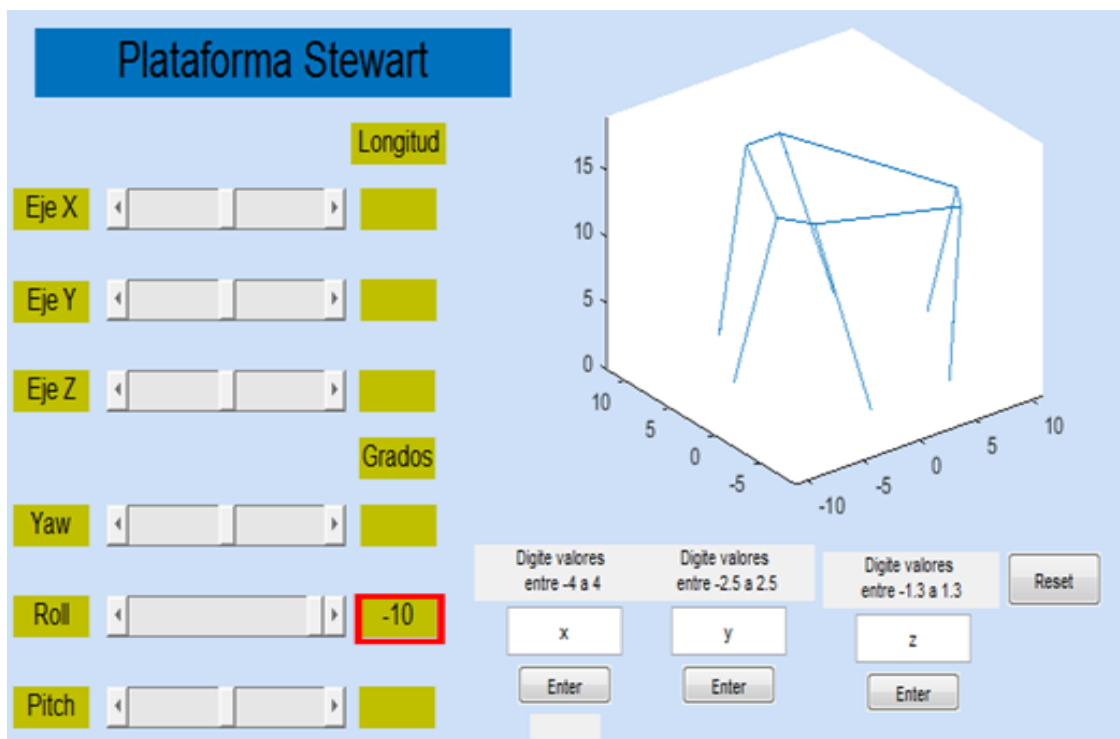 Plataforma Stewart
Longitud
Eje X
Eje Y
Eje Z
Grados
Yaw
Roll
-10
Pitch
15
10
5
0
10
5
0
-5
-10
-5
0
5
10
Digite valores
entre -4 a 4
x
Enter
Digite valores
entre -2.5 a 2.5
y
Enter
Digite valores
entre -1.3 a 1.3
z
Enter
Reset